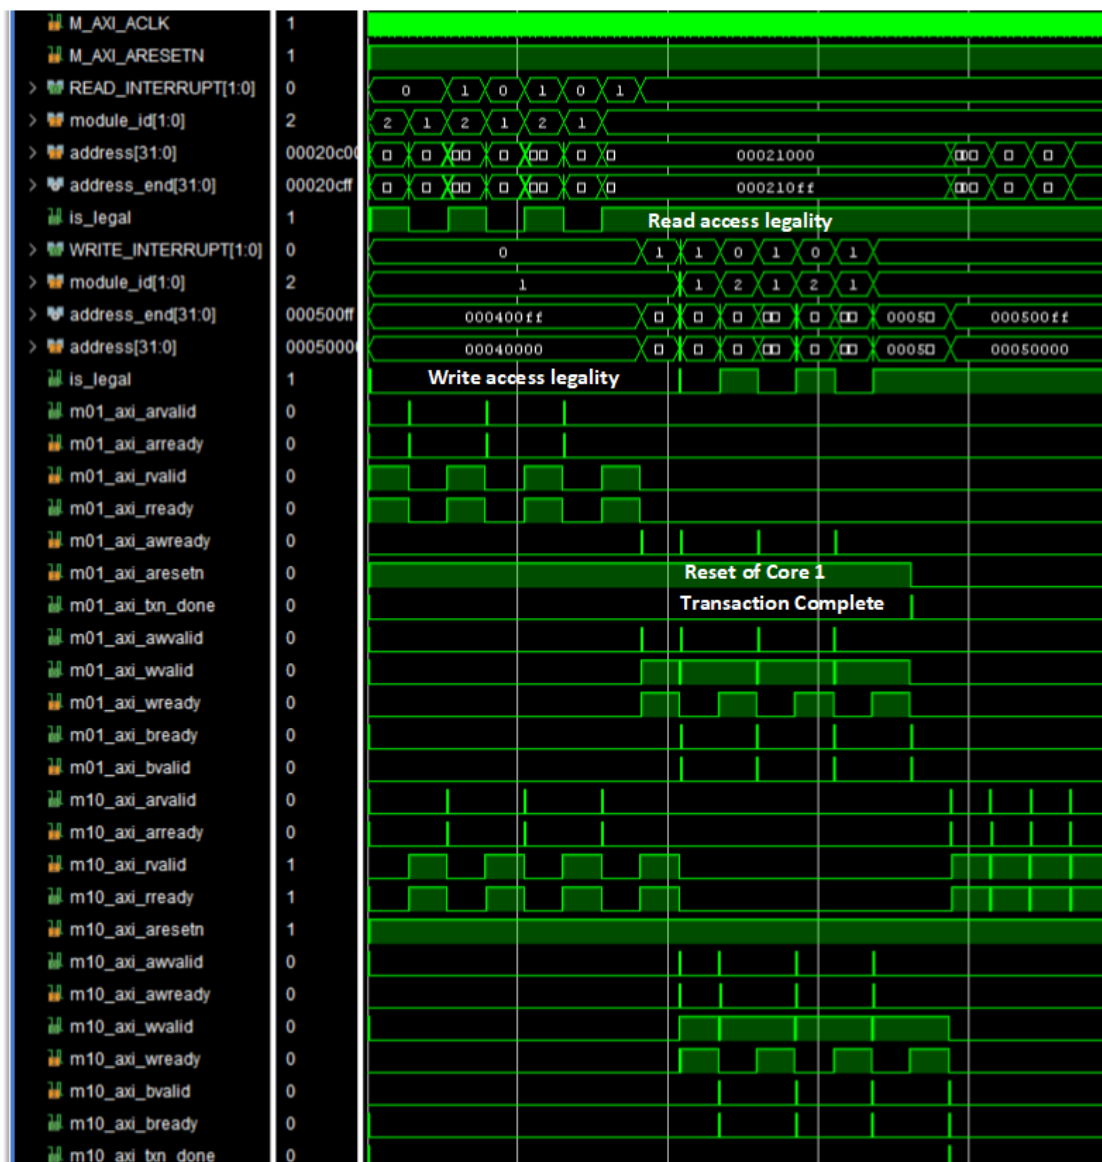 M_AXI_ACLK 1
M_AXI_ARESETN 1
READ_INTERRUPT[1:0] 0 0 1 0 1 0 1
module_id[1:0] 2 2 1 2 1 2 1
address[31:0] 00020c00 00021000
address_end[31:0] 00020cff 000210ff
is_legal 1 Read access legality
WRITE_INTERRUPT[1:0] 0 0 1 1 0 1 0 1
module_id[1:0] 2 1 1 2 1 2 1
address_end[31:0] 000500ff 000400ff 0005 000500ff
address[31:0] 00050000 00040000 0005 00050000
is_legal 1 Write access legality
m01_axi_arvalid 0
m01_axi_arready 0
m01_axi_rvalid 0
m01_axi_rready 0
m01_axi_awready 0
m01_axi_aresetn 0 Reset of Core 1
m01_axi_txn_done 0 Transaction Complete
m01_axi_awvalid 0
m01_axi_wvalid 0
m01_axi_wready 0
m01_axi_bready 0
m01_axi_bvalid 0
m10_axi_arvalid 0
m10_axi_arready 0
m10_axi_rvalid 1
m10_axi_rready 1
m10_axi_aresetn 1
m10_axi_awvalid 0
m10_axi_awready 0
m10_axi_wvalid 0
m10_axi_wready 0
m10_axi_bvalid 0
m10_axi_bready 0
m10_axi_txn_done 0